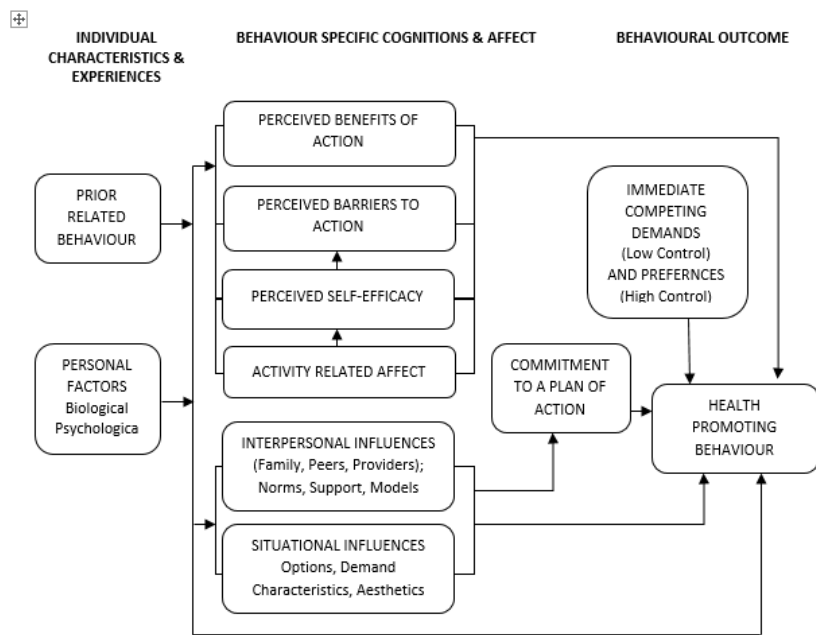 INDIVIDUAL
CHARACTERISTICS &
EXPERIENCES
BEHAVIOUR SPECIFIC COGNITIONS & AFFECT
BEHAVIOURAL OUTCOME
PERCEIVED BENEFITS OF
ACTION
PRIOR
RELATED
BEHAVIOUR
PERCEIVED BARRIERS TO
ACTION
PERCEIVED SELF-EFFICACY
ACTIVITY RELATED AFFECT
PERSONAL
FACTORS
Biological
Psychologica
INTERPERSONAL INFLUENCES
(Family, Peers, Providers);
Norms, Support, Models
SITUATIONAL INFLUENCES
Options, Demand
Characteristics, Aesthetics
IMMEDIATE
COMPETING
DEMANDS
(Low Control)
AND PREFERNCES
(High Control)
COMMITMENT
TO A PLAN OF
ACTION
HEALTH
PROMOTING
BEHAVIOUR